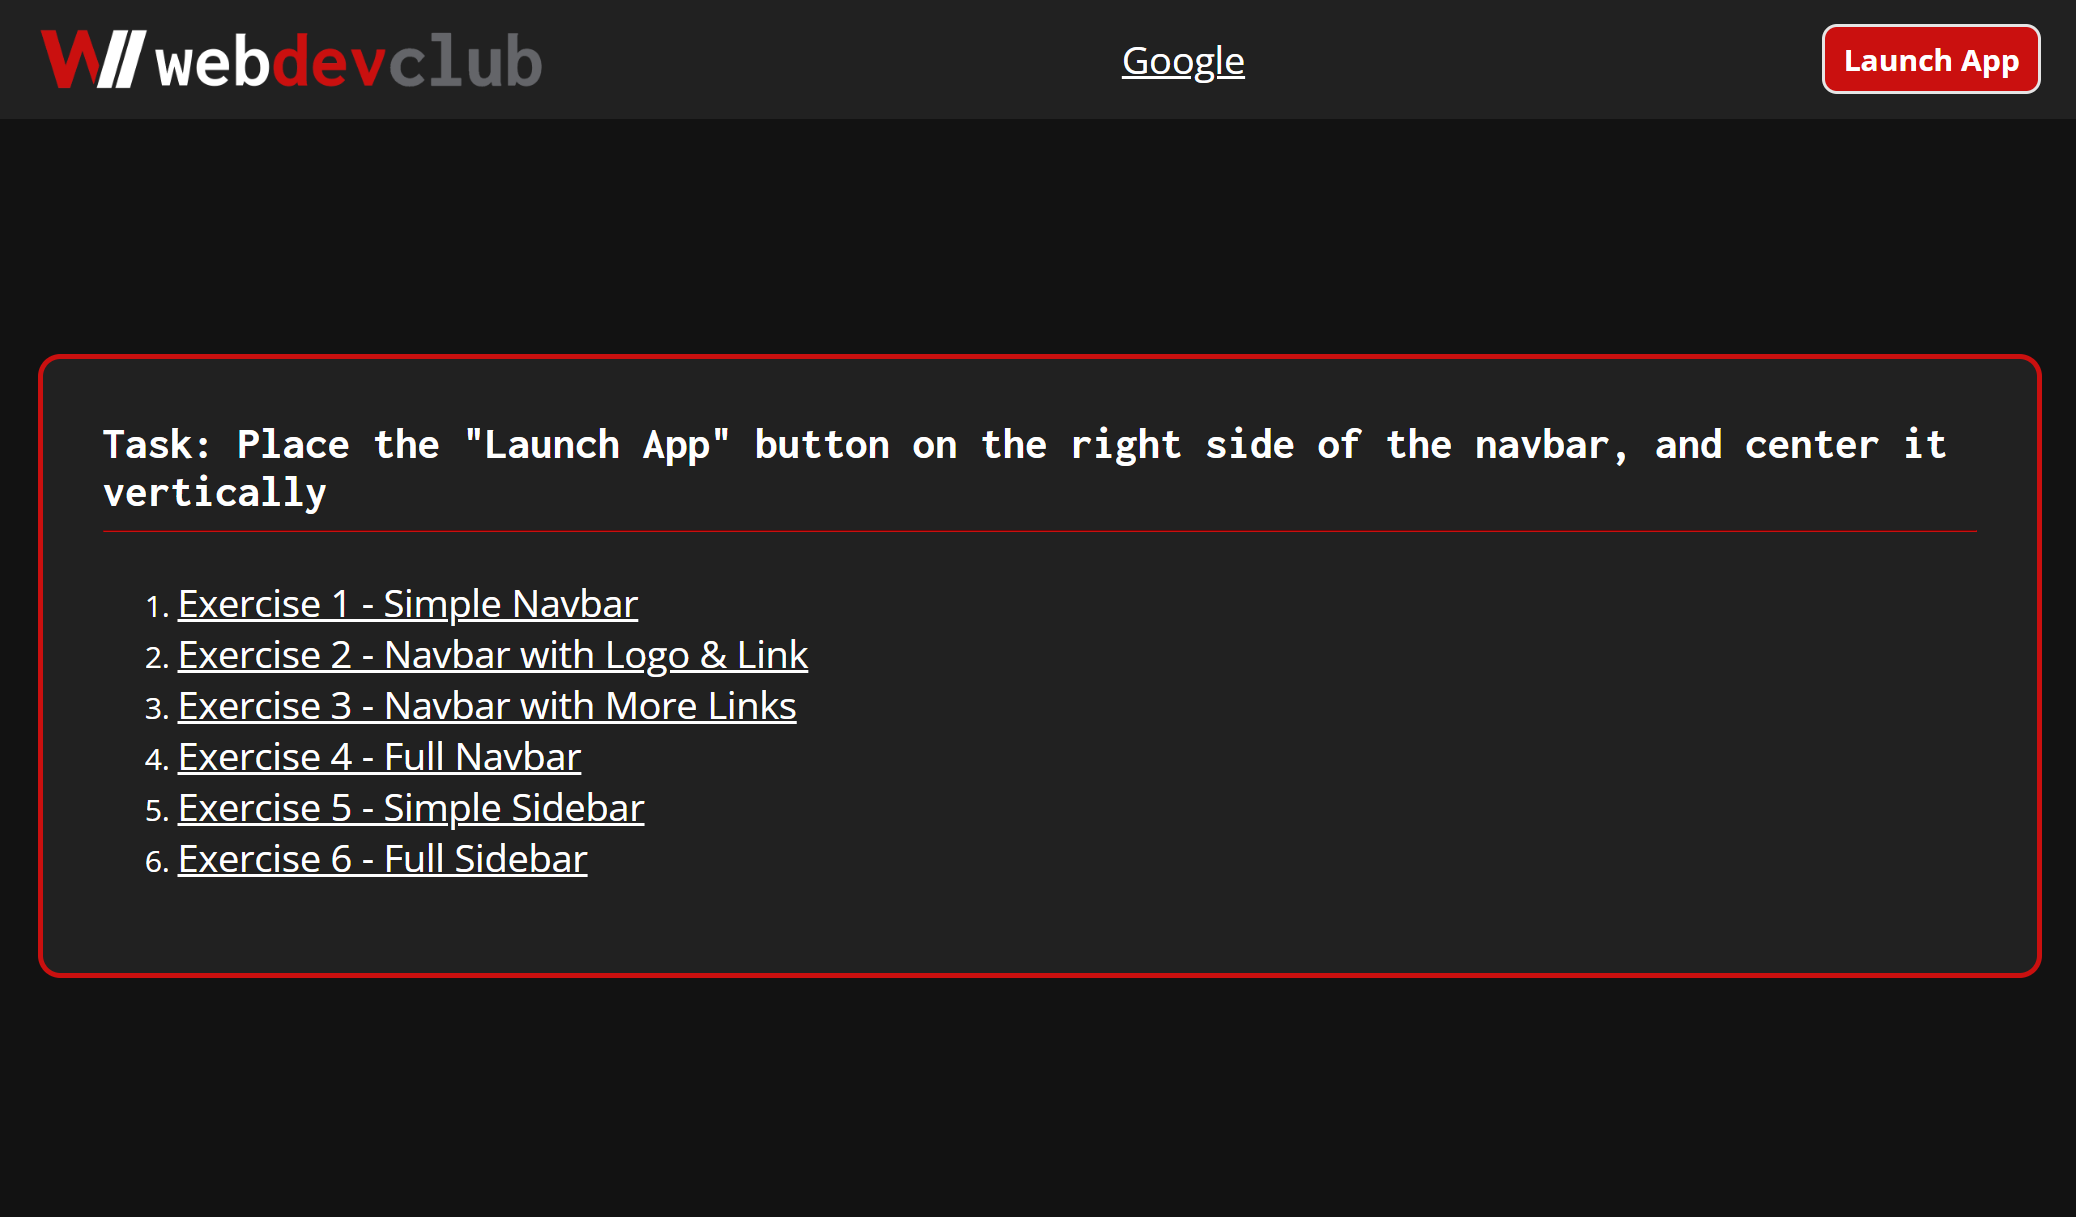 webdevclub
Google
Launch App
Task: Place the "Launch App" button on the right side of the navbar, and center it
vertically
1. Exercise 1 - Simple Navbar
2. Exercise 2 - Navbar with Logo & Link
3. Exercise 3 - Navbar with More Links
4. Exercise 4 - Full Navbar
5. Exercise 5 - Simple Sidebar
6. Exercise 6 - Full Sidebar